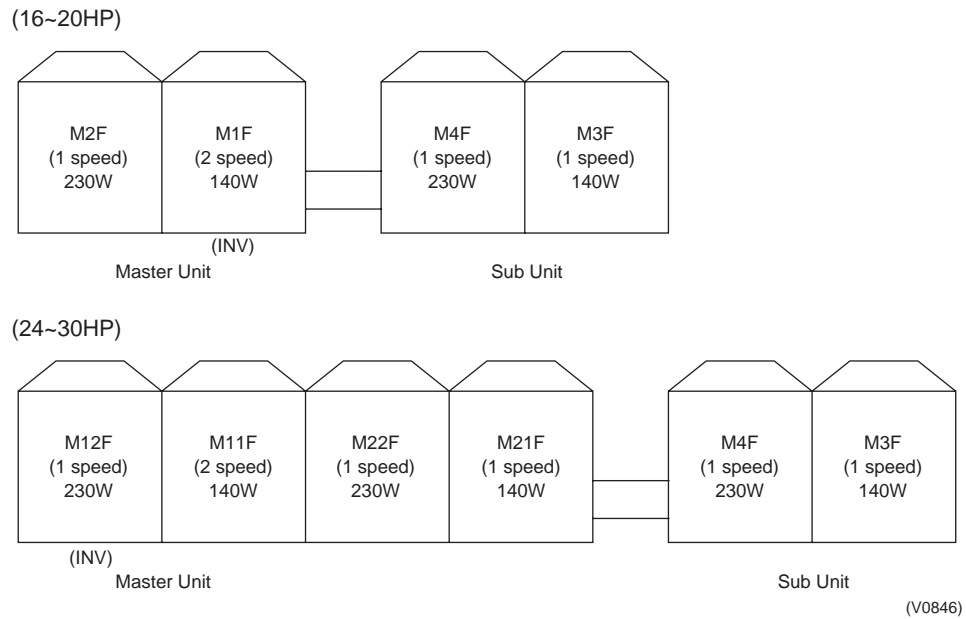 (16~20HP)
M2F M1F M4F M3F
(1 speed) (2 speed) (1 speed) (1 speed)
230W 140W 230W 140W
(INV)
Master Unit Sub Unit
(24~30HP)
M12F M11F M22F M21F M4F M3F
(1 speed) (2 speed) (1 speed) (1 speed) (1 speed) (1 speed)
230W 140W 230W 140W 230W 140W
(INV)
Master Unit Sub Unit
(V0846)